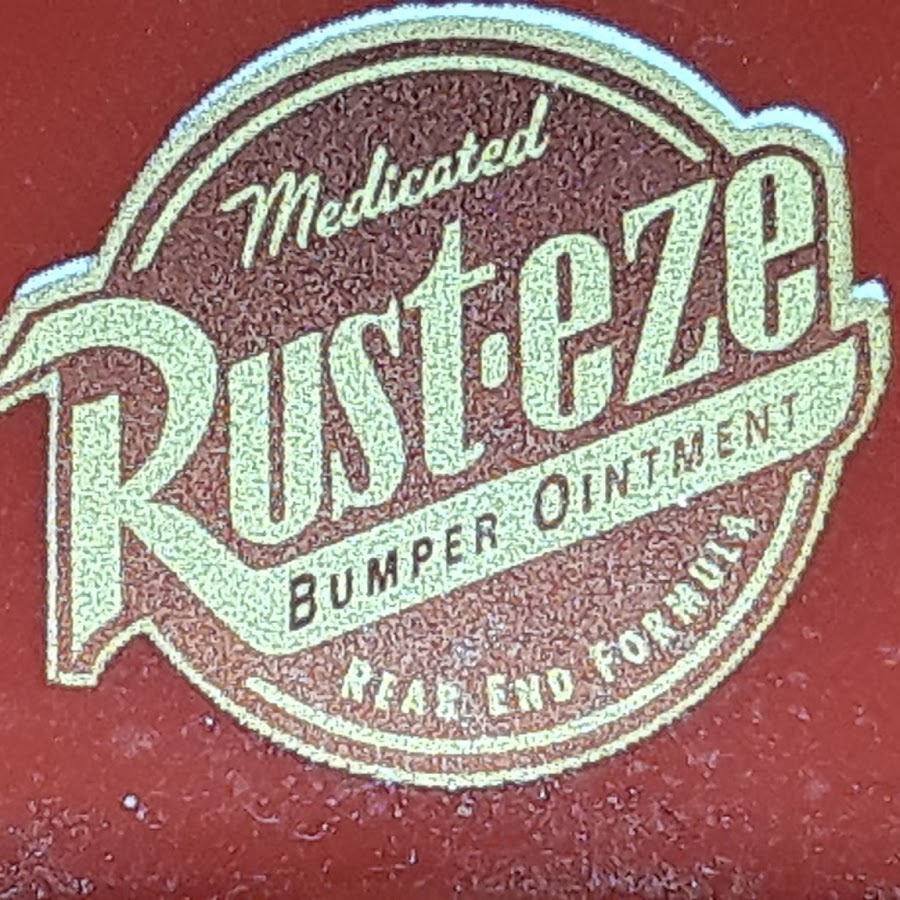 Medicated
Rust·eze
BUMPER OINTMENT
REAR END FORMULA